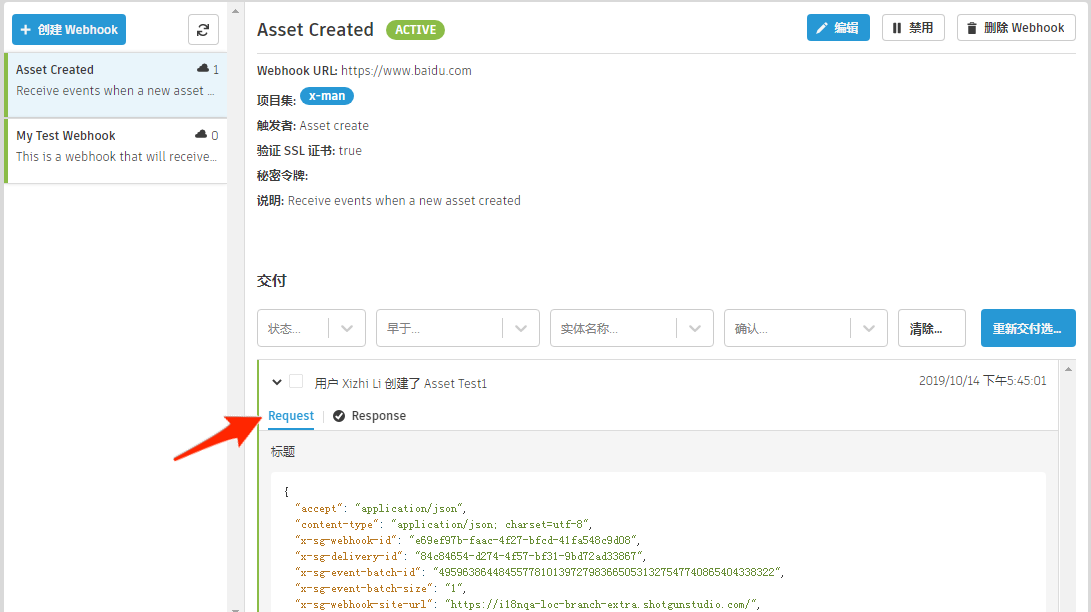 创建 Webhook
Asset Created 1
Receive events when a new asset ...
My Test Webhook 0
This is a webhook that will receive...
Asset Created ACTIVE
编辑
禁用
删除 Webhook
Webhook URL: https://www.baidu.com
项目集: x-man
触发者: Asset create
验证 SSL 证书: true
秘密令牌:
说明: Receive events when a new asset created
交付
状态...
早于...
实体名称...
确认...
清除...
重新交付选...
用户 Xizhi Li 创建了 Asset Test1
2019/10/14 下午5:45:01
Request
Response
标题
{
"accept": "application/json",
"content-type": "application/json; charset=utf-8",
"x-sg-webhook-id": "e69ef97b-faac-4f27-bfcd-41fa548c9d08",
"x-sg-delivery-id": "84c84654-d274-4f57-bf31-9bd72ad33867",
"x-sg-event-batch-id": "49596386448455778101397279836650531327547740865404338322",
"x-sg-event-batch-size": "1",
"x-sg-webhook-site-url": "https://i18nqa-loc-branch-extra.shotgunstudio.com/",